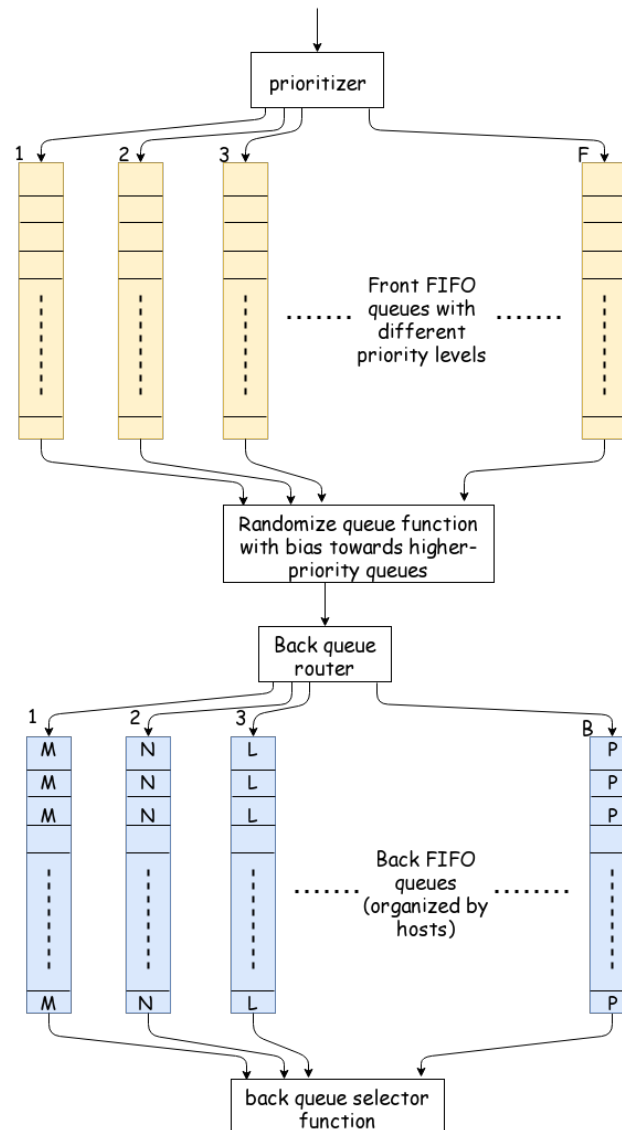 prioritizer
1
2
3
F
Front FIFO
queues with
different
priority levels
Randomize queue function
with bias towards higher-
priority queues
Back queue
router
1
2
3
B
M
N
L
P
M
N
L
P
M
N
L
P
Back FIFO
queues
(organized by
hosts)
M
N
L
P
back queue selector
function